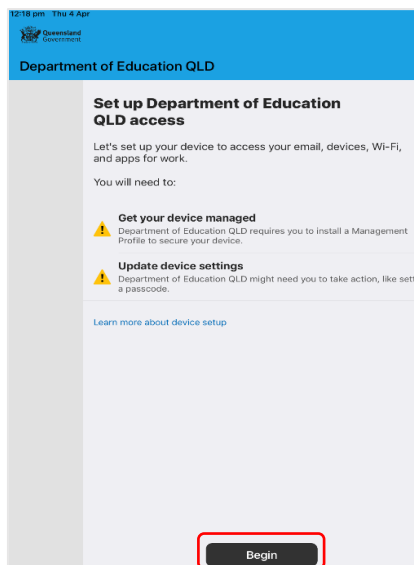 12:18 pm Thu 4 Apr
Queensland
Government
Department of Education QLD
Set up Department of Education
QLD access
Let's set up your device to access your email, devices, Wi-Fi,
and apps for work.
You will need to:
Get your device managed
Department of Education QLD requires you to install a Management
Profile to secure your device.
Update device settings
Department of Education QLD might need you to take action, like sett
a passcode.
Learn more about device setup
Begin